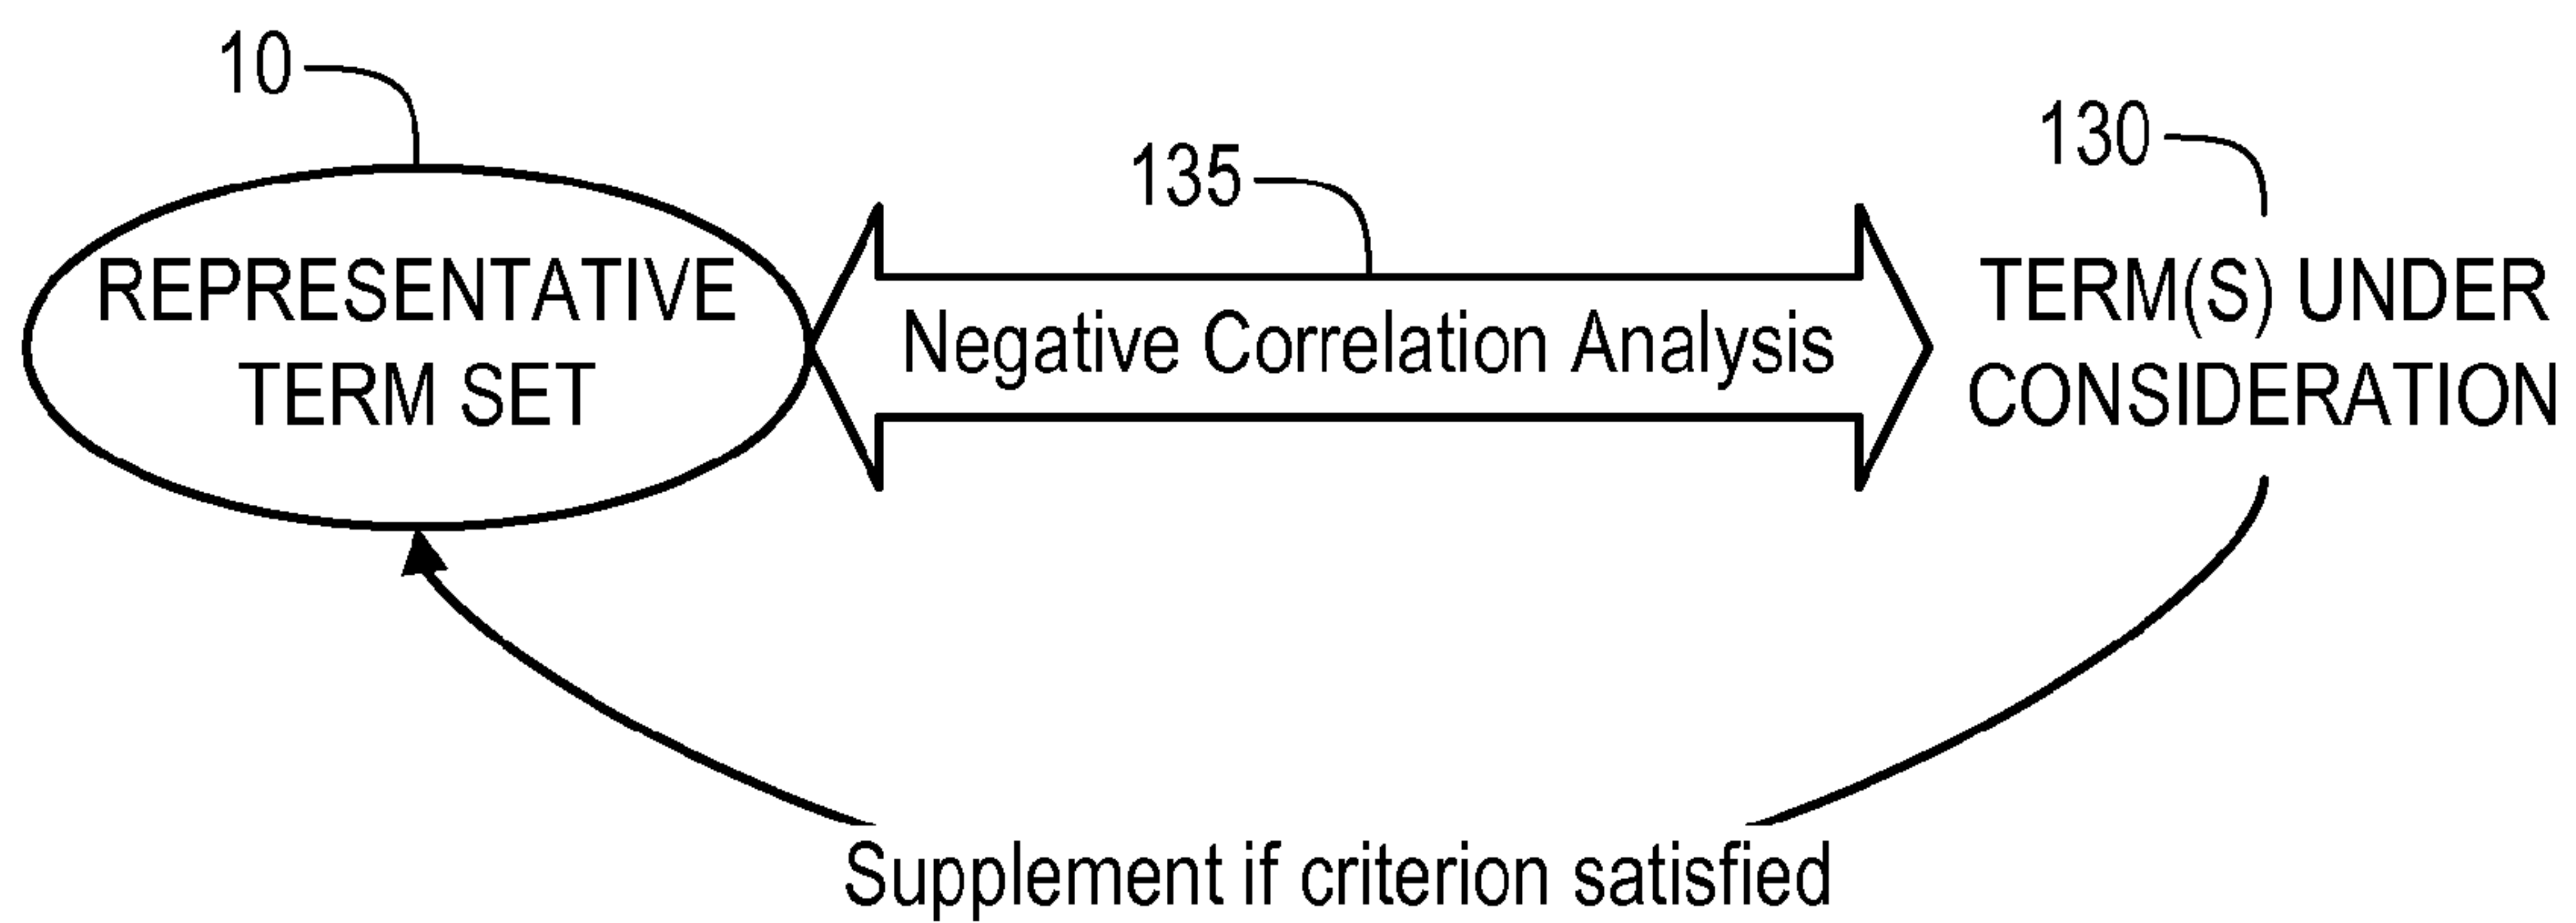 10
130
135
REPRESENTATIVE
TERM SET
Negative Correlation Analysis
TERM(S) UNDER
CONSIDERATION
Supplement if criterion satisfied